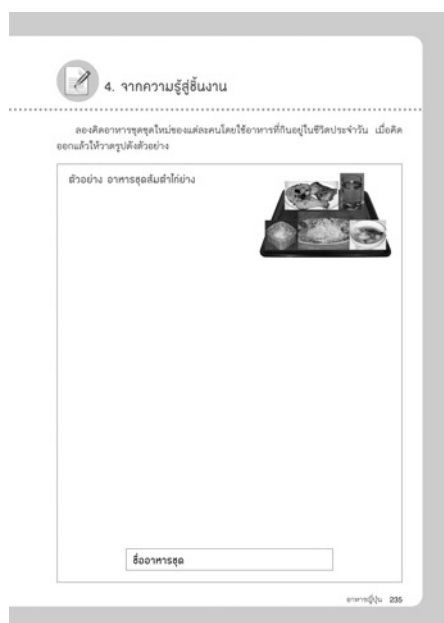 4. จากความรู้สู่ชิ้นงาน
ลองคิดอาหารชุดชุดใหม่ของแต่ละคนโดยใช้อาหารที่กินอยู่ในชีวิตประจำวัน เมื่อคิด
ออกแล้วให้วาดรูปดังตัวอย่าง
ตัวอย่าง อาหารชุดส้มตำไก่ย่าง
ชื่ออาหารชุด
อาหารญี่ปุ่น 235